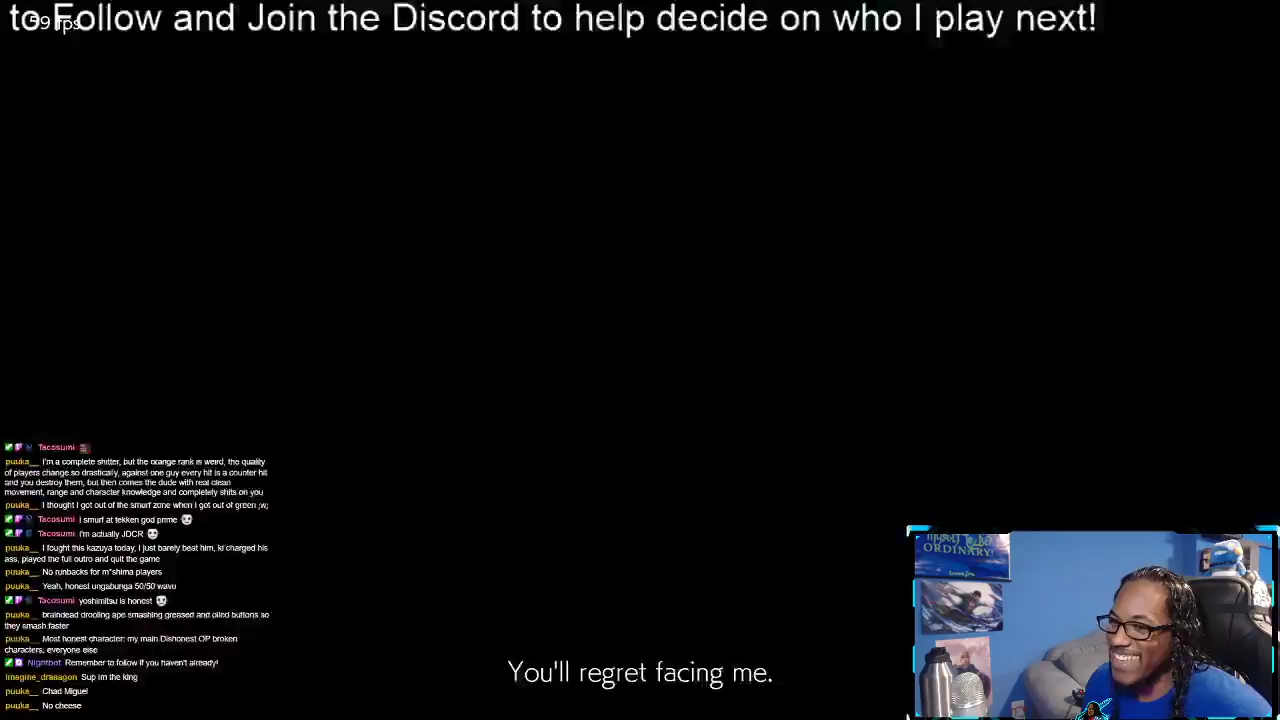 to Follow and Join the Discord to help decide on who I play next!
59 fps
Tacosumi
puuka__ I'm a complete shitter, but the orange rank is weird, the quality
of players change so drastically, against one guy every hit is a counter hit
and you destroy them, but then comes the dude with real clean
movement, range and character knowledge and completely shits on you
puuka__ I thought I got out of the smurf zone when I got out of green ;w;
Tacosumi I smurf at tekken god prime
Tacosumi I'm actually JDCR
puuka__ I fought this kazuya today, I just barely beat him, ki charged his
ass, played the full outro and quit the game
puuka__ No runbacks for m*shima players
puuka__ Yeah, honest ungabunga 50/50 wavu
Tacosumi yoshimitsu is honest
puuka__ braindead drooling ape smashing greased and oiled buttons so
they smash faster
puuka__ Most honest character: my main Dishonest OP broken
characters: everyone else
Nightbot Remember to follow if you haven't already!
imagine_draaagon Sup im the king
puuka__ Chad Miguel
puuka__ No cheese
You'll regret facing me.
ORDINARY!